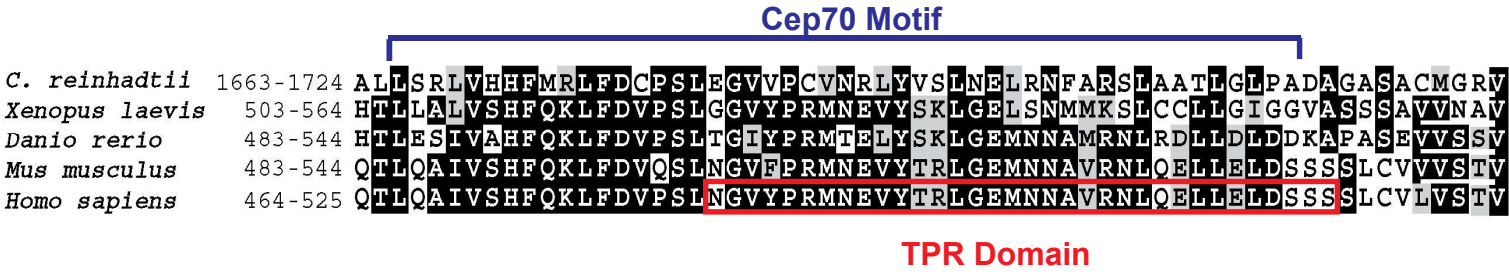 Cep70 Motif
C. reinhadtii 1663-1724 ALLSRLVHHFMRLFDCPSLEGVVPCVNRLYVSLNELRNFARSLAATLGLPADAGASACMGRV
Xenopus laevis 503-564 HTLLALVSHFQKLFDVPSLGGVYPRMNEVYSKLGELSNMMKSLCCLLGIGGVASSSAVVNAV
Danio rerio 483-544 HTLESIVAHFQKLFDVPSLTGIYPRMTELYSKLGEMNNAMRNLRDLLDLDDKAPASEVVSSV
Mus musculus 483-544 QTLQAIVSHFQKLFDVQSLNGVFPRMNEVYTRLGEMNNAVRNLQELLELDSSSSLCVVVSTV
Homo sapiens 464-525 QTLQAIVSHFQKLFDVPSLNGVYPRMNEVYTRLGEMNNAVRNLQELLELDSSSSLCVLVSTV
TPR Domain